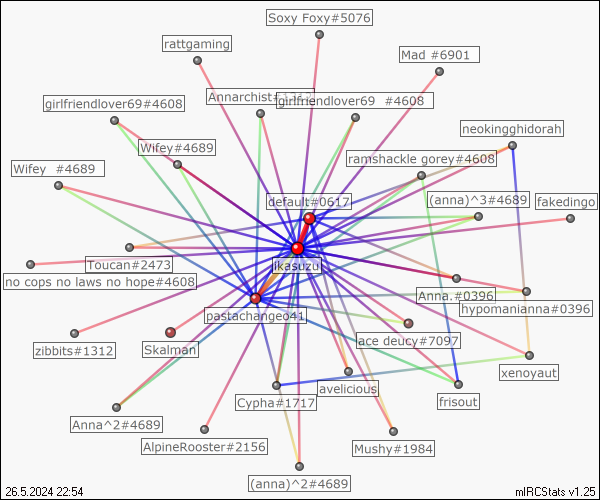 Soxy Foxy#5076
rattgaming
Mad #6901
Annarchist#1312
girlfriendlover69 #4608
girlfriendlover69#4608
neokingghidorah
Wifey#4689
ramshackle gorey#4608
Wifey #4689
default#0617
(anna)^3#4689
fakedingo
jkasuzu
Toucan#2473
no cops no laws no hope#4608
Anna.#0396
hypomanianna#0396
pastachange041
zibbits#1312
Skalman
ace deucy#7097
xenoyaut
avelicious
Cypha#1717
frisout
Anna^2#4689
AlpineRooster#2156
Mushy#1984
(anna)^2#4689
26.5.2024 22:54
mIRCStats v1.25